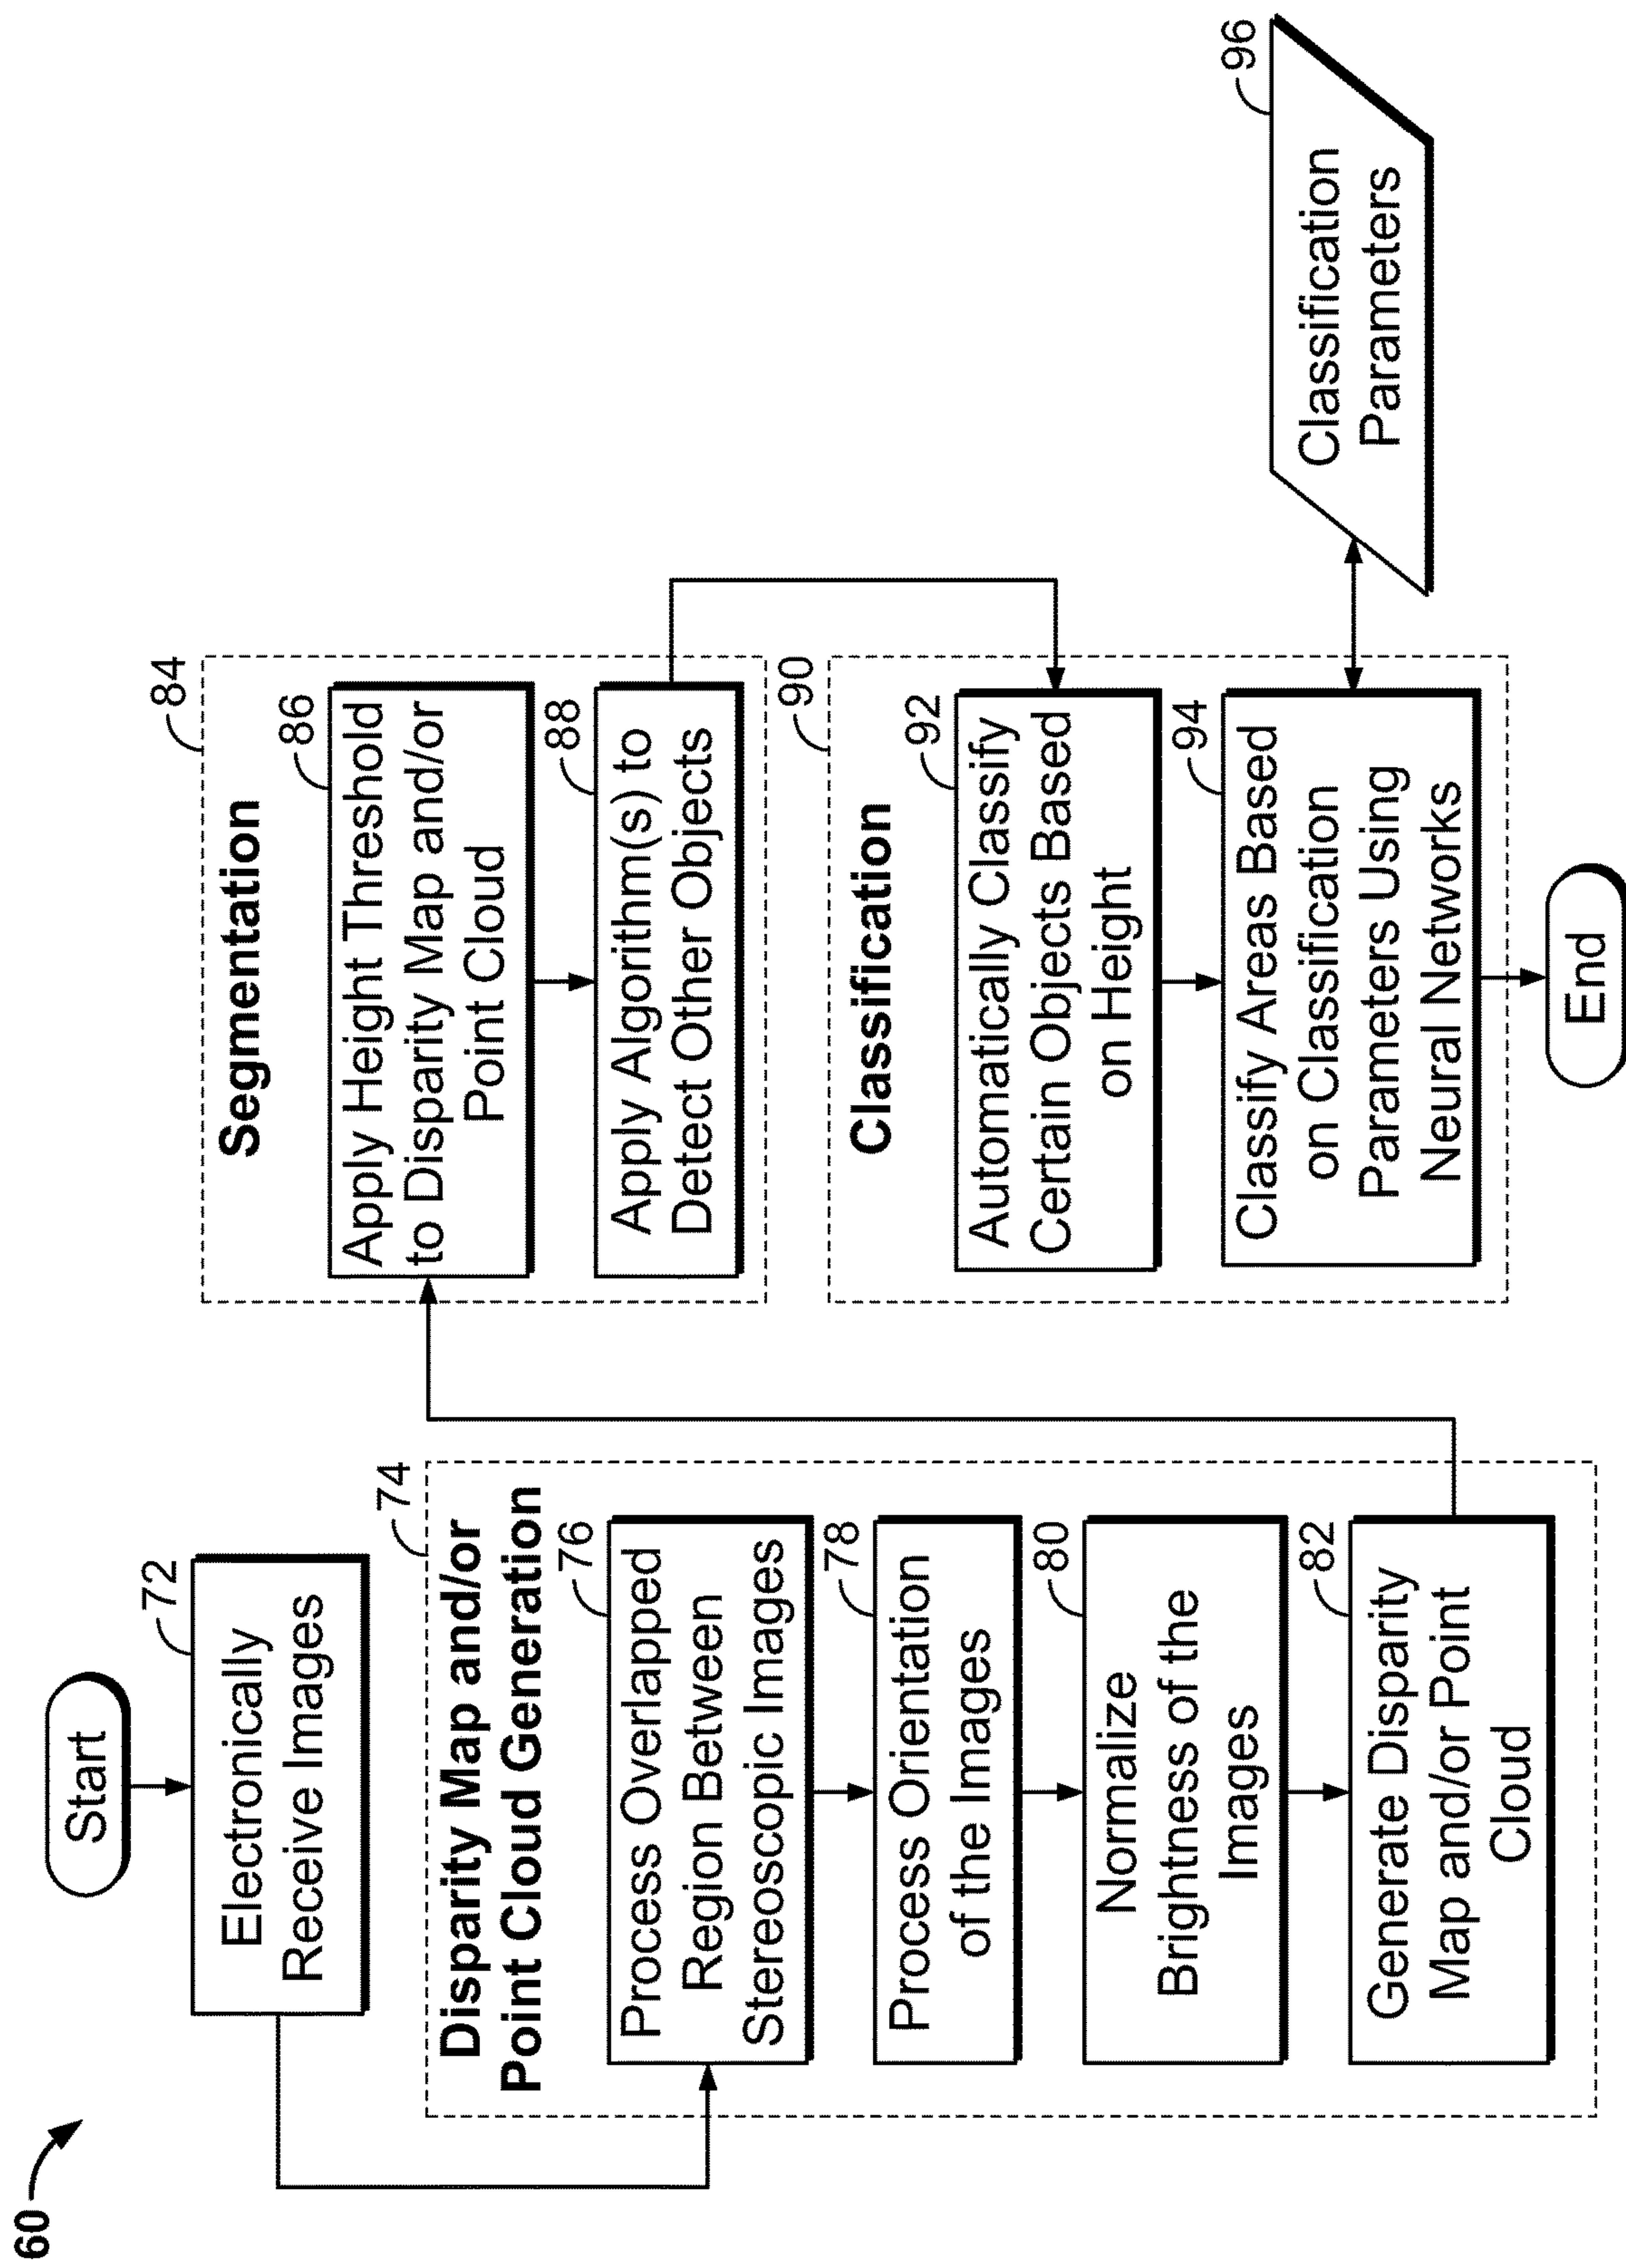 60
Start
72
Electronically
Receive Images
74
Disparity Map and/or
Point Cloud Generation
76
Process Overlapped
Region Between
Stereoscopic Images
78
Process Orientation
of the Images
80
Normalize
Brightness of the
Images
82
Generate Disparity
Map and/or Point
Cloud
84
Segmentation
86
Apply Height Threshold
to Disparity Map and/or
Point Cloud
88
Apply Algorithm(s) to
Detect Other Objects
90
Classification
92
Automatically Classify
Certain Objects Based
on Height
94
Classify Areas Based
on Classification
Parameters Using
Neural Networks
End
96
Classification
Parameters